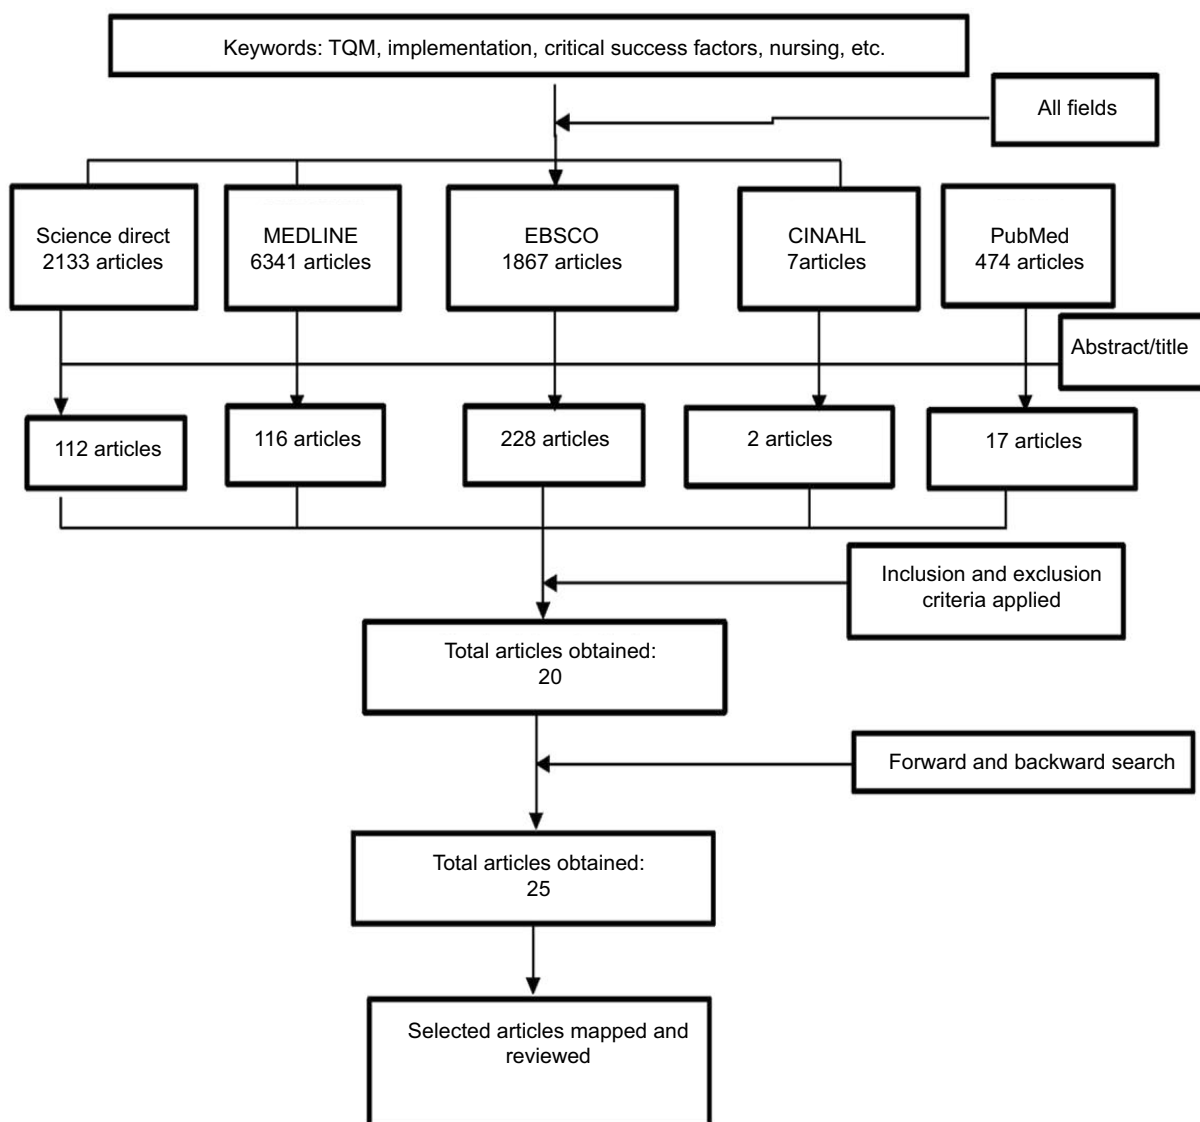 Keywords: TQM, implementation, critical success factors, nursing, etc.
All fields
Science direct
2133 articles
MEDLINE
6341 articles
EBSCO
1867 articles
CINAHL
7articles
PubMed
474 articles
Abstract/title
112 articles
116 articles
228 articles
2 articles
17 articles
Inclusion and exclusion
criteria applied
Total articles obtained:
20
Forward and backward search
Total articles obtained:
25
Selected articles mapped and
reviewed